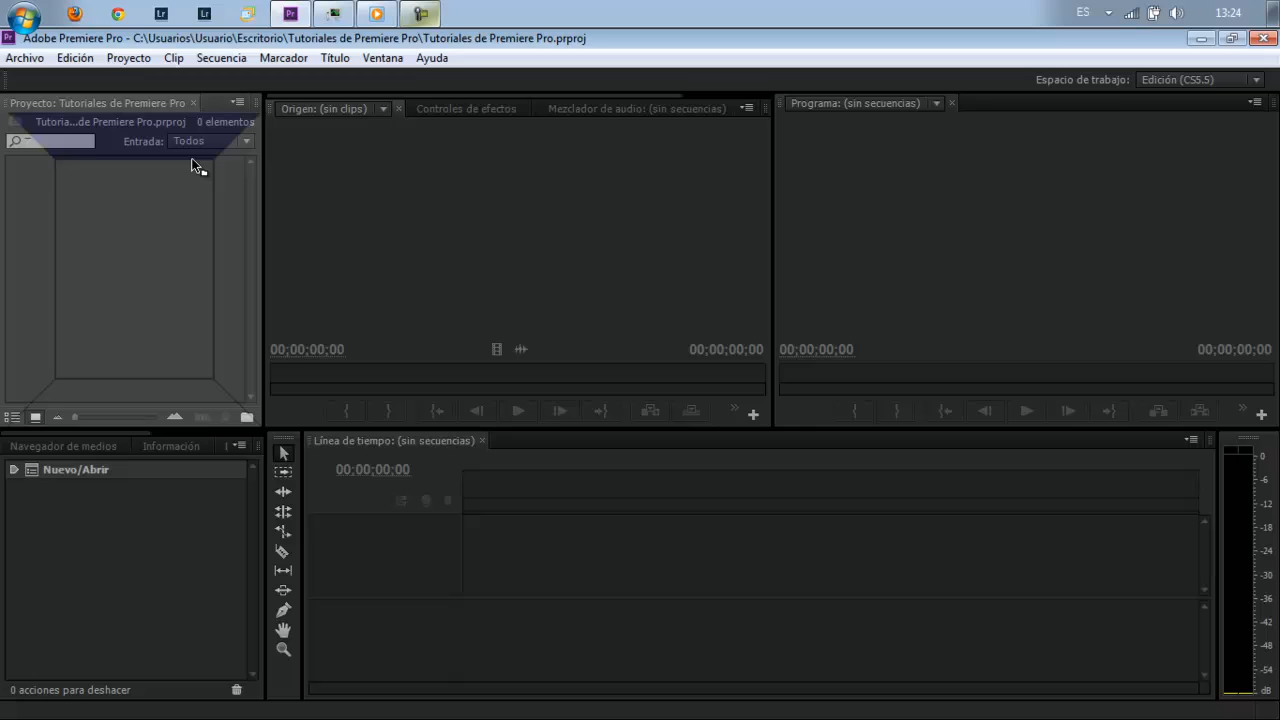 Lr
Lr
Pr
ES
13:24
Pr
Adobe Premiere Pro - C:\Usuarios\Usuario\Escritorio\Tutoriales de Premiere Pro\Tutoriales de Premiere Pro.prproj
Archivo Edición Proyecto Clip Secuencia Marcador Título Ventana Ayuda
Espacio de trabajo: Edición (CS5.5)
Proyecto: Tutoriales de Premiere Pro
Tutoria...de Premiere Pro.prproj 0 elementos
Entrada: Todos
Origen: (sin clips) Controles de efectos Mezclador de audio: (sin secuencias)
Programa: (sin secuencias)
00;00;00;00 00;00;00;00
00;00;00;00 00;00;00;00
Navegador de medios Información
Nuevo/Abrir
0 acciones para deshacer
Línea de tiempo: (sin secuencias)
00;00;00;00
0
-6
-12
-18
-24
-30
-36
-42
-48
-54
dB